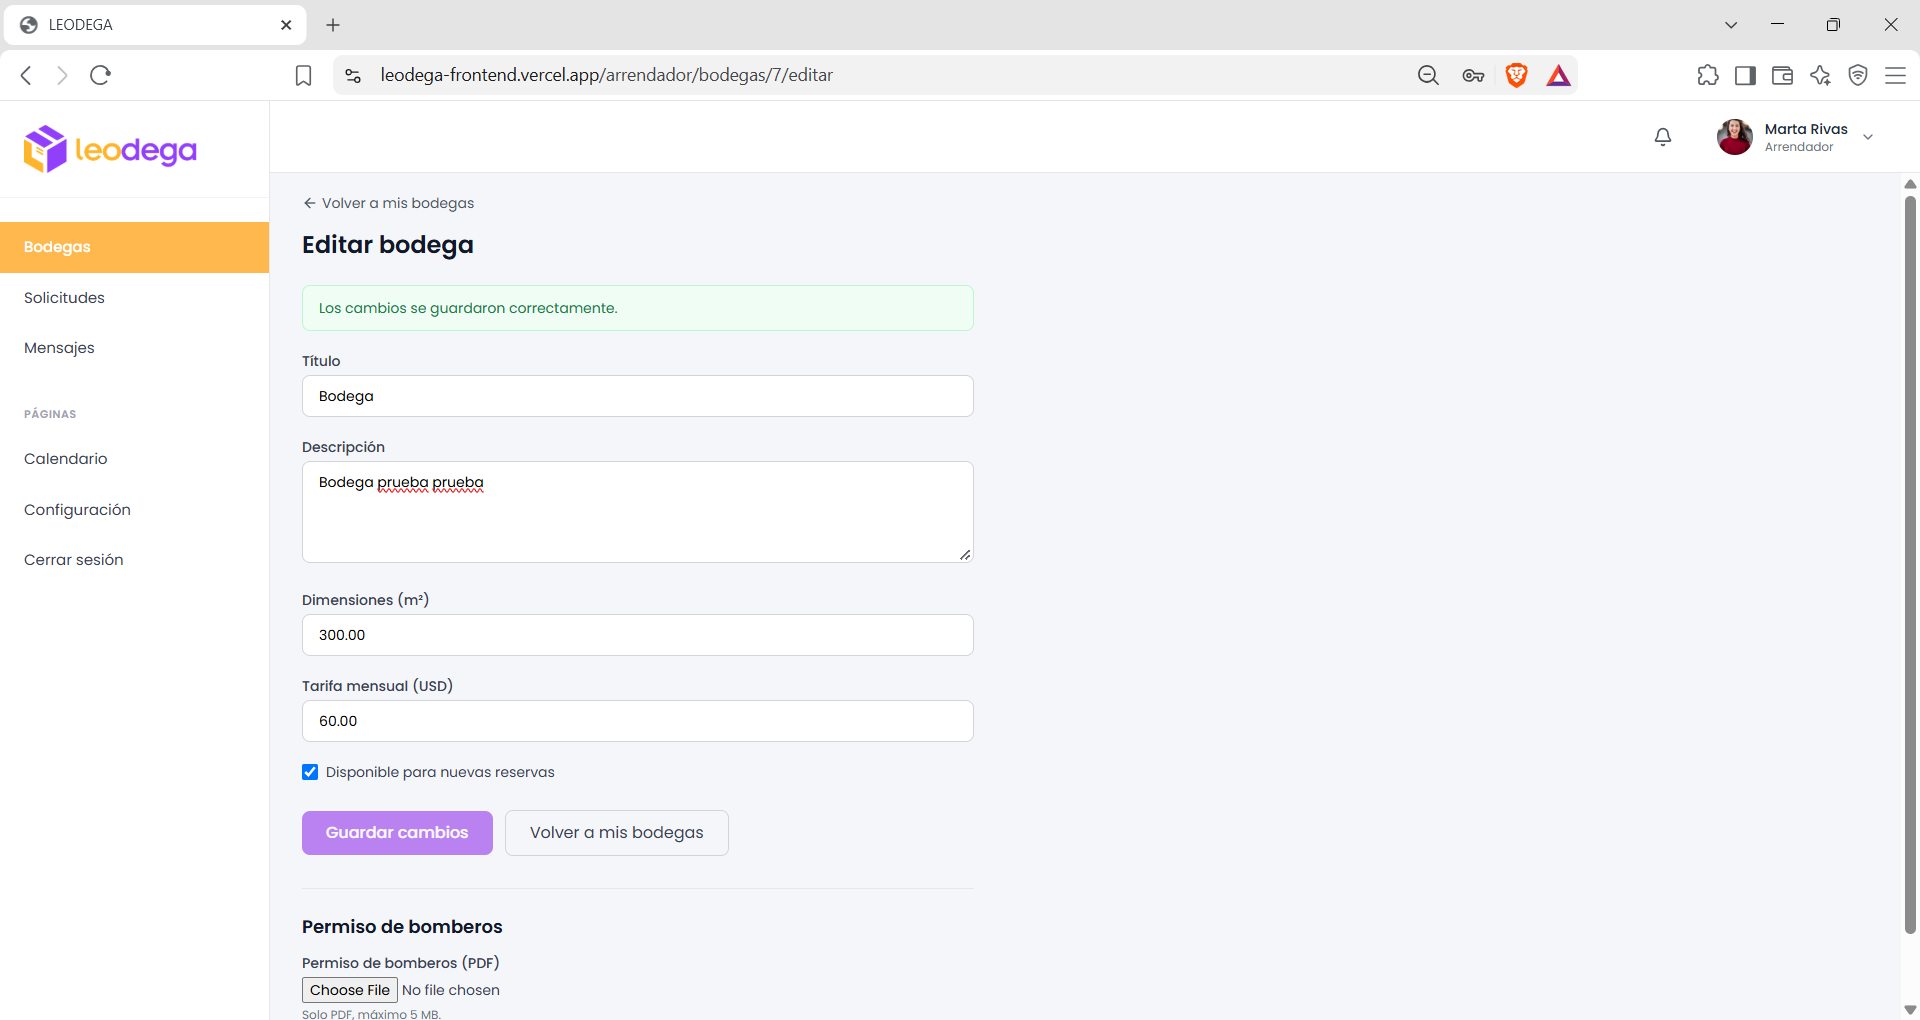 LEODEGA
leodega-frontend.vercel.app/arrendador/bodegas/7/editar
leodega
Marta Rivas
Arrendador
Bodegas
Solicitudes
Mensajes
PÁGINAS
Calendario
Configuración
Cerrar sesión
← Volver a mis bodegas
Editar bodega
Los cambios se guardaron correctamente.
Título
Bodega
Descripción
Bodega prueba prueba
Dimensiones (m²)
300.00
Tarifa mensual (USD)
60.00
Disponible para nuevas reservas
Guardar cambios
Volver a mis bodegas
Permiso de bomberos
Permiso de bomberos (PDF)
Choose File No file chosen
Solo PDF, máximo 5 MB.